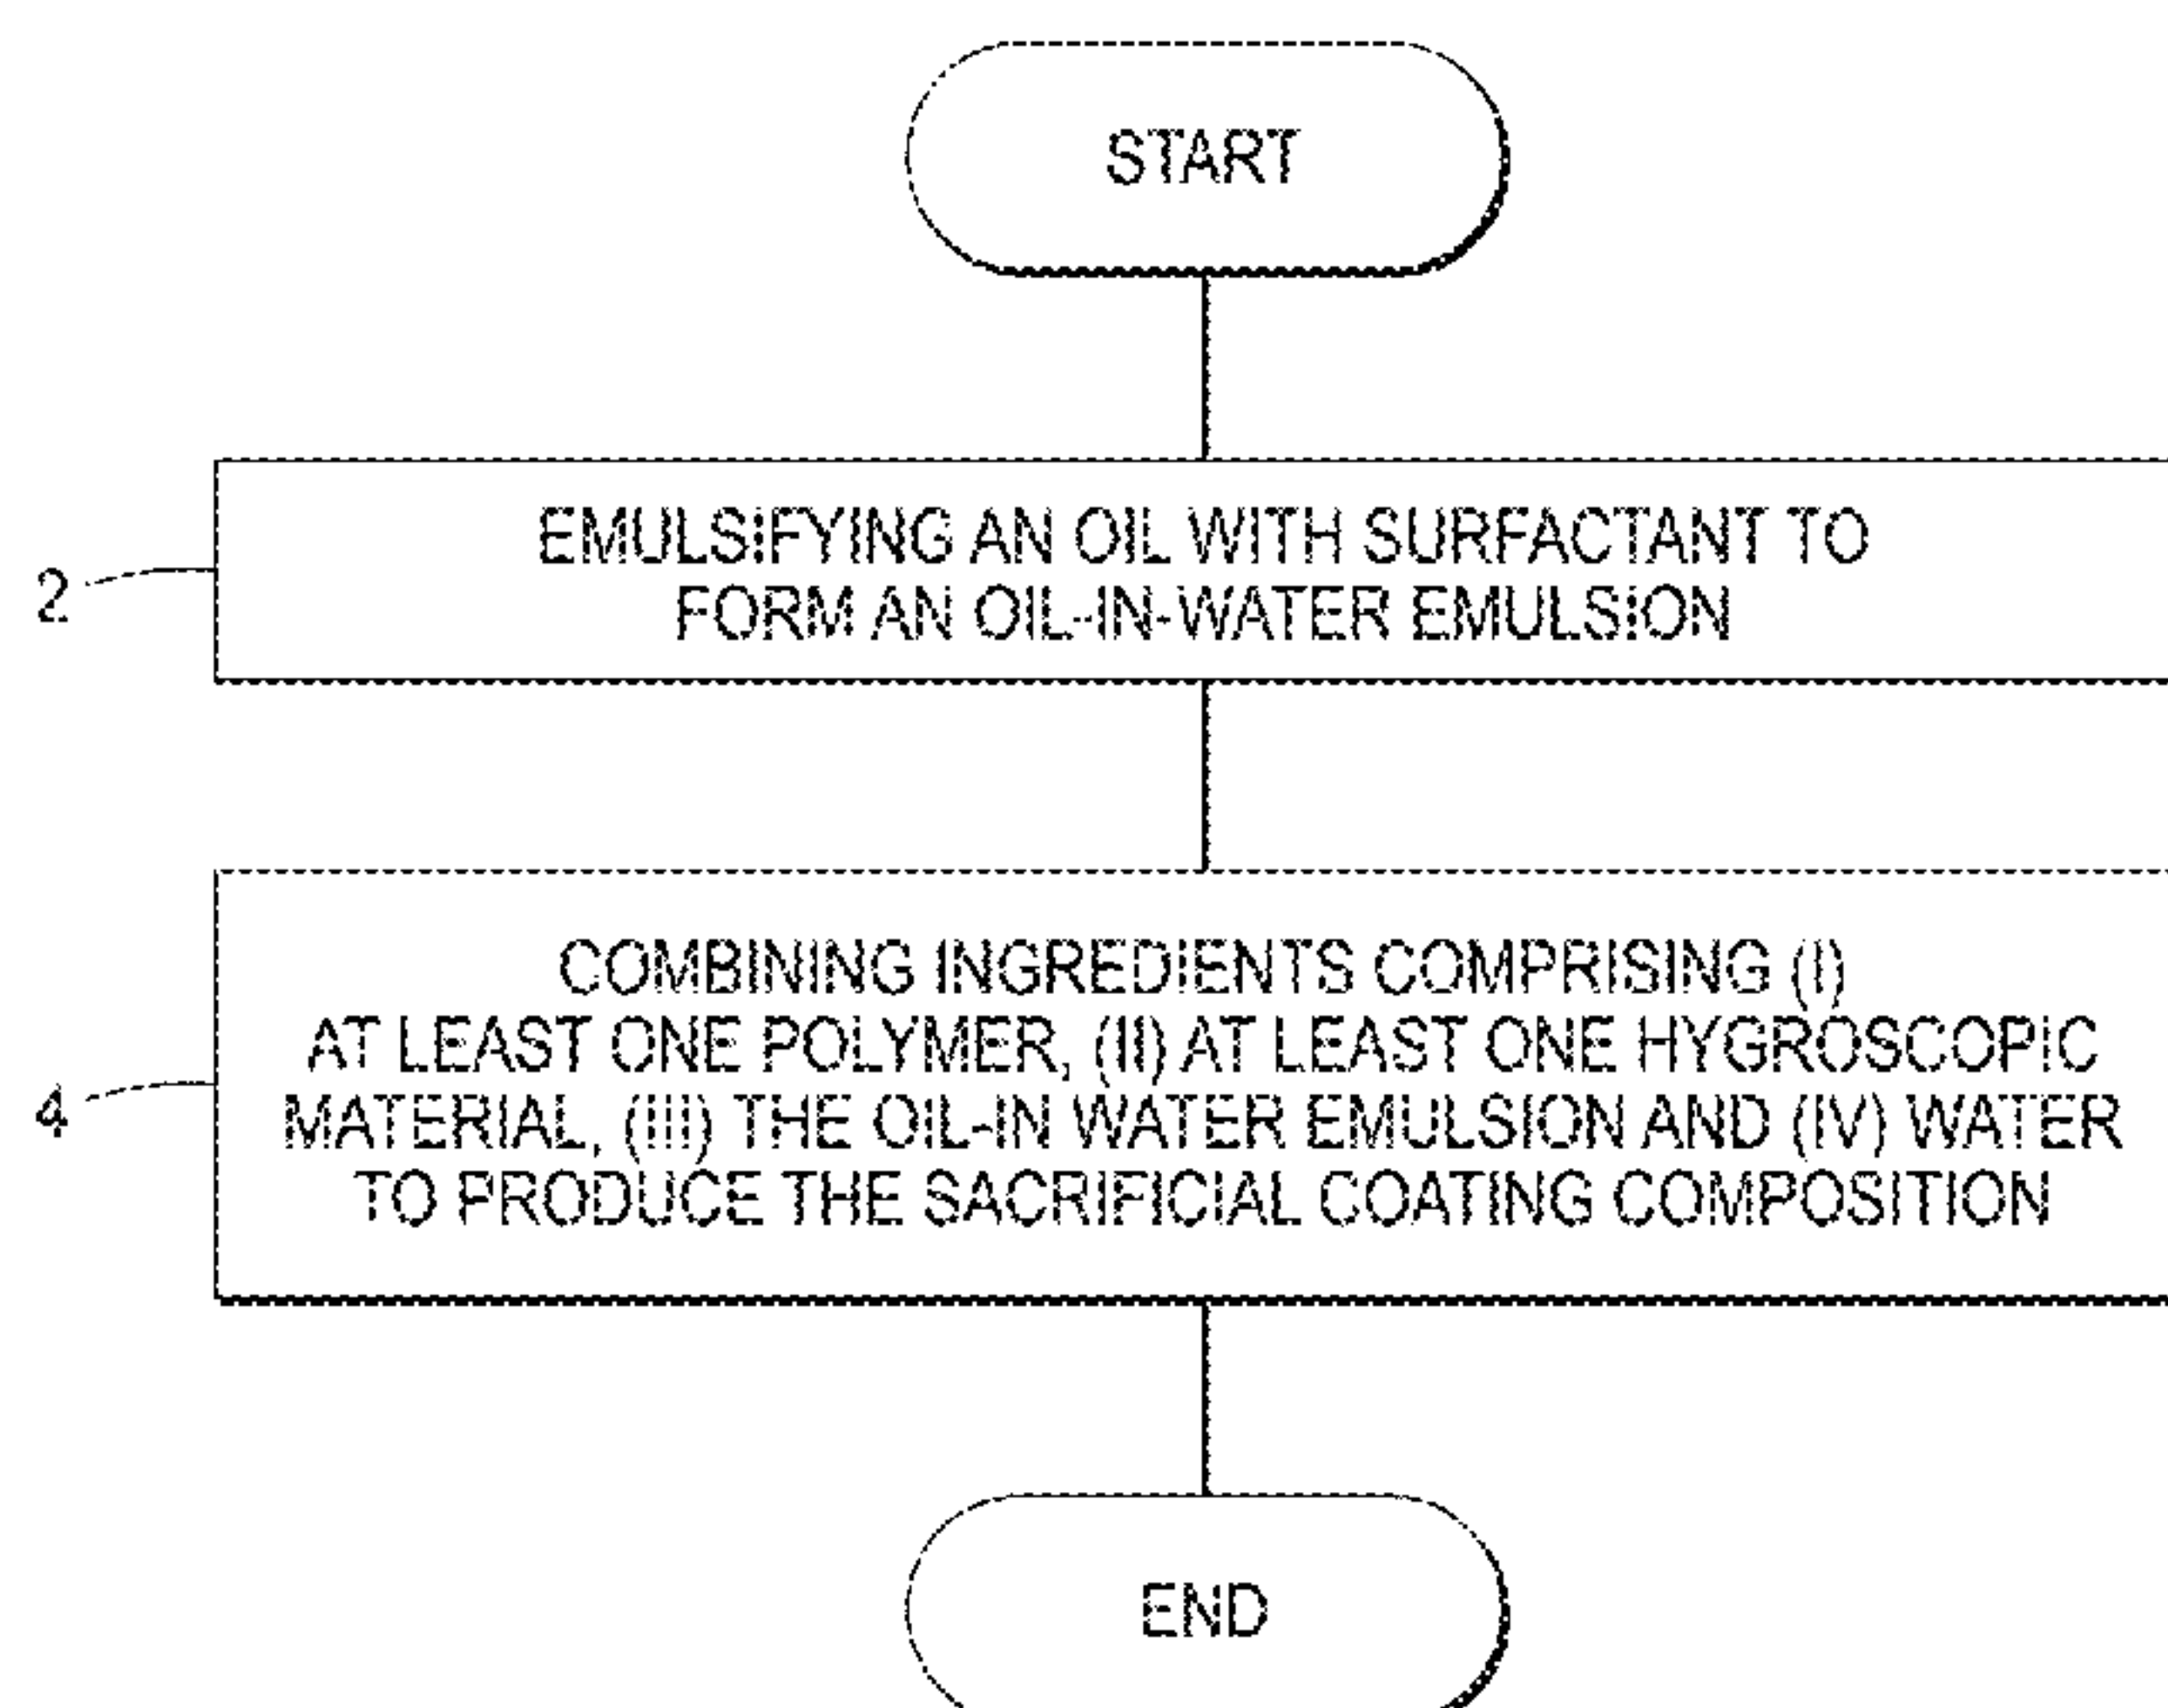 START
2
EMULSIFYING AN OIL WITH SURFACTANT TO
FORM AN OIL-IN-WATER EMULSION
4
COMBINING INGREDIENTS COMPRISING (I)
AT LEAST ONE POLYMER, (II) AT LEAST ONE HYGROSCOPIC
MATERIAL, (III) THE OIL-IN WATER EMULSION AND (IV) WATER
TO PRODUCE THE SACRIFICIAL COATING COMPOSITION
END